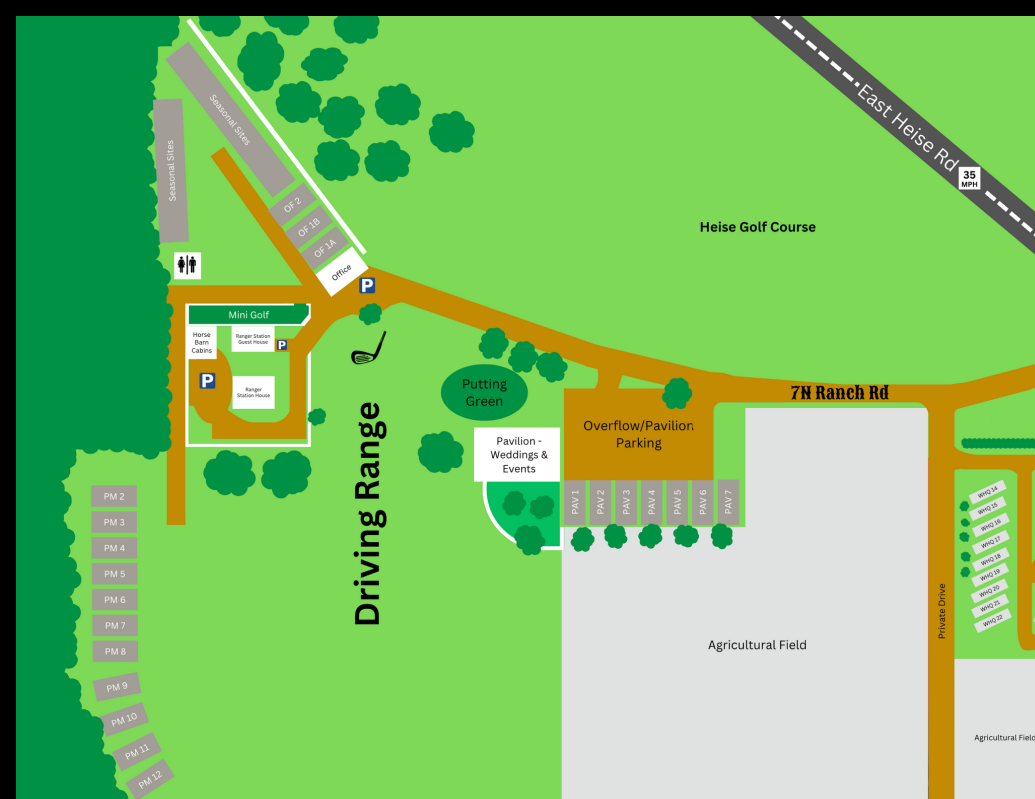 East Heise Rd
35
MPH
Seasonal Sites
Seasonal Sites
OF 2
OF 1B
OF 1A
Office
P
Heise Golf Course
Mini Golf
Horse
Barn
Cabins
Ranger Station
Guest House
P
P
Ranger
Station House
Driving Range
Putting
Green
7N Ranch Rd
Overflow/Pavilion
Parking
Pavilion -
Weddings &
Events
PAV 1
PAV 2
PAV 3
PAV 4
PAV 5
PAV 6
PAV 7
PM 2
PM 3
PM 4
PM 5
PM 6
PM 7
PM 8
PM 9
PM 10
PM 11
PM 12
WHQ 14
WHQ 15
WHQ 16
WHQ 17
WHQ 18
WHQ 19
WHQ 20
WHQ 21
WHQ 22
Private Drive
Agricultural Field
Agricultural Field